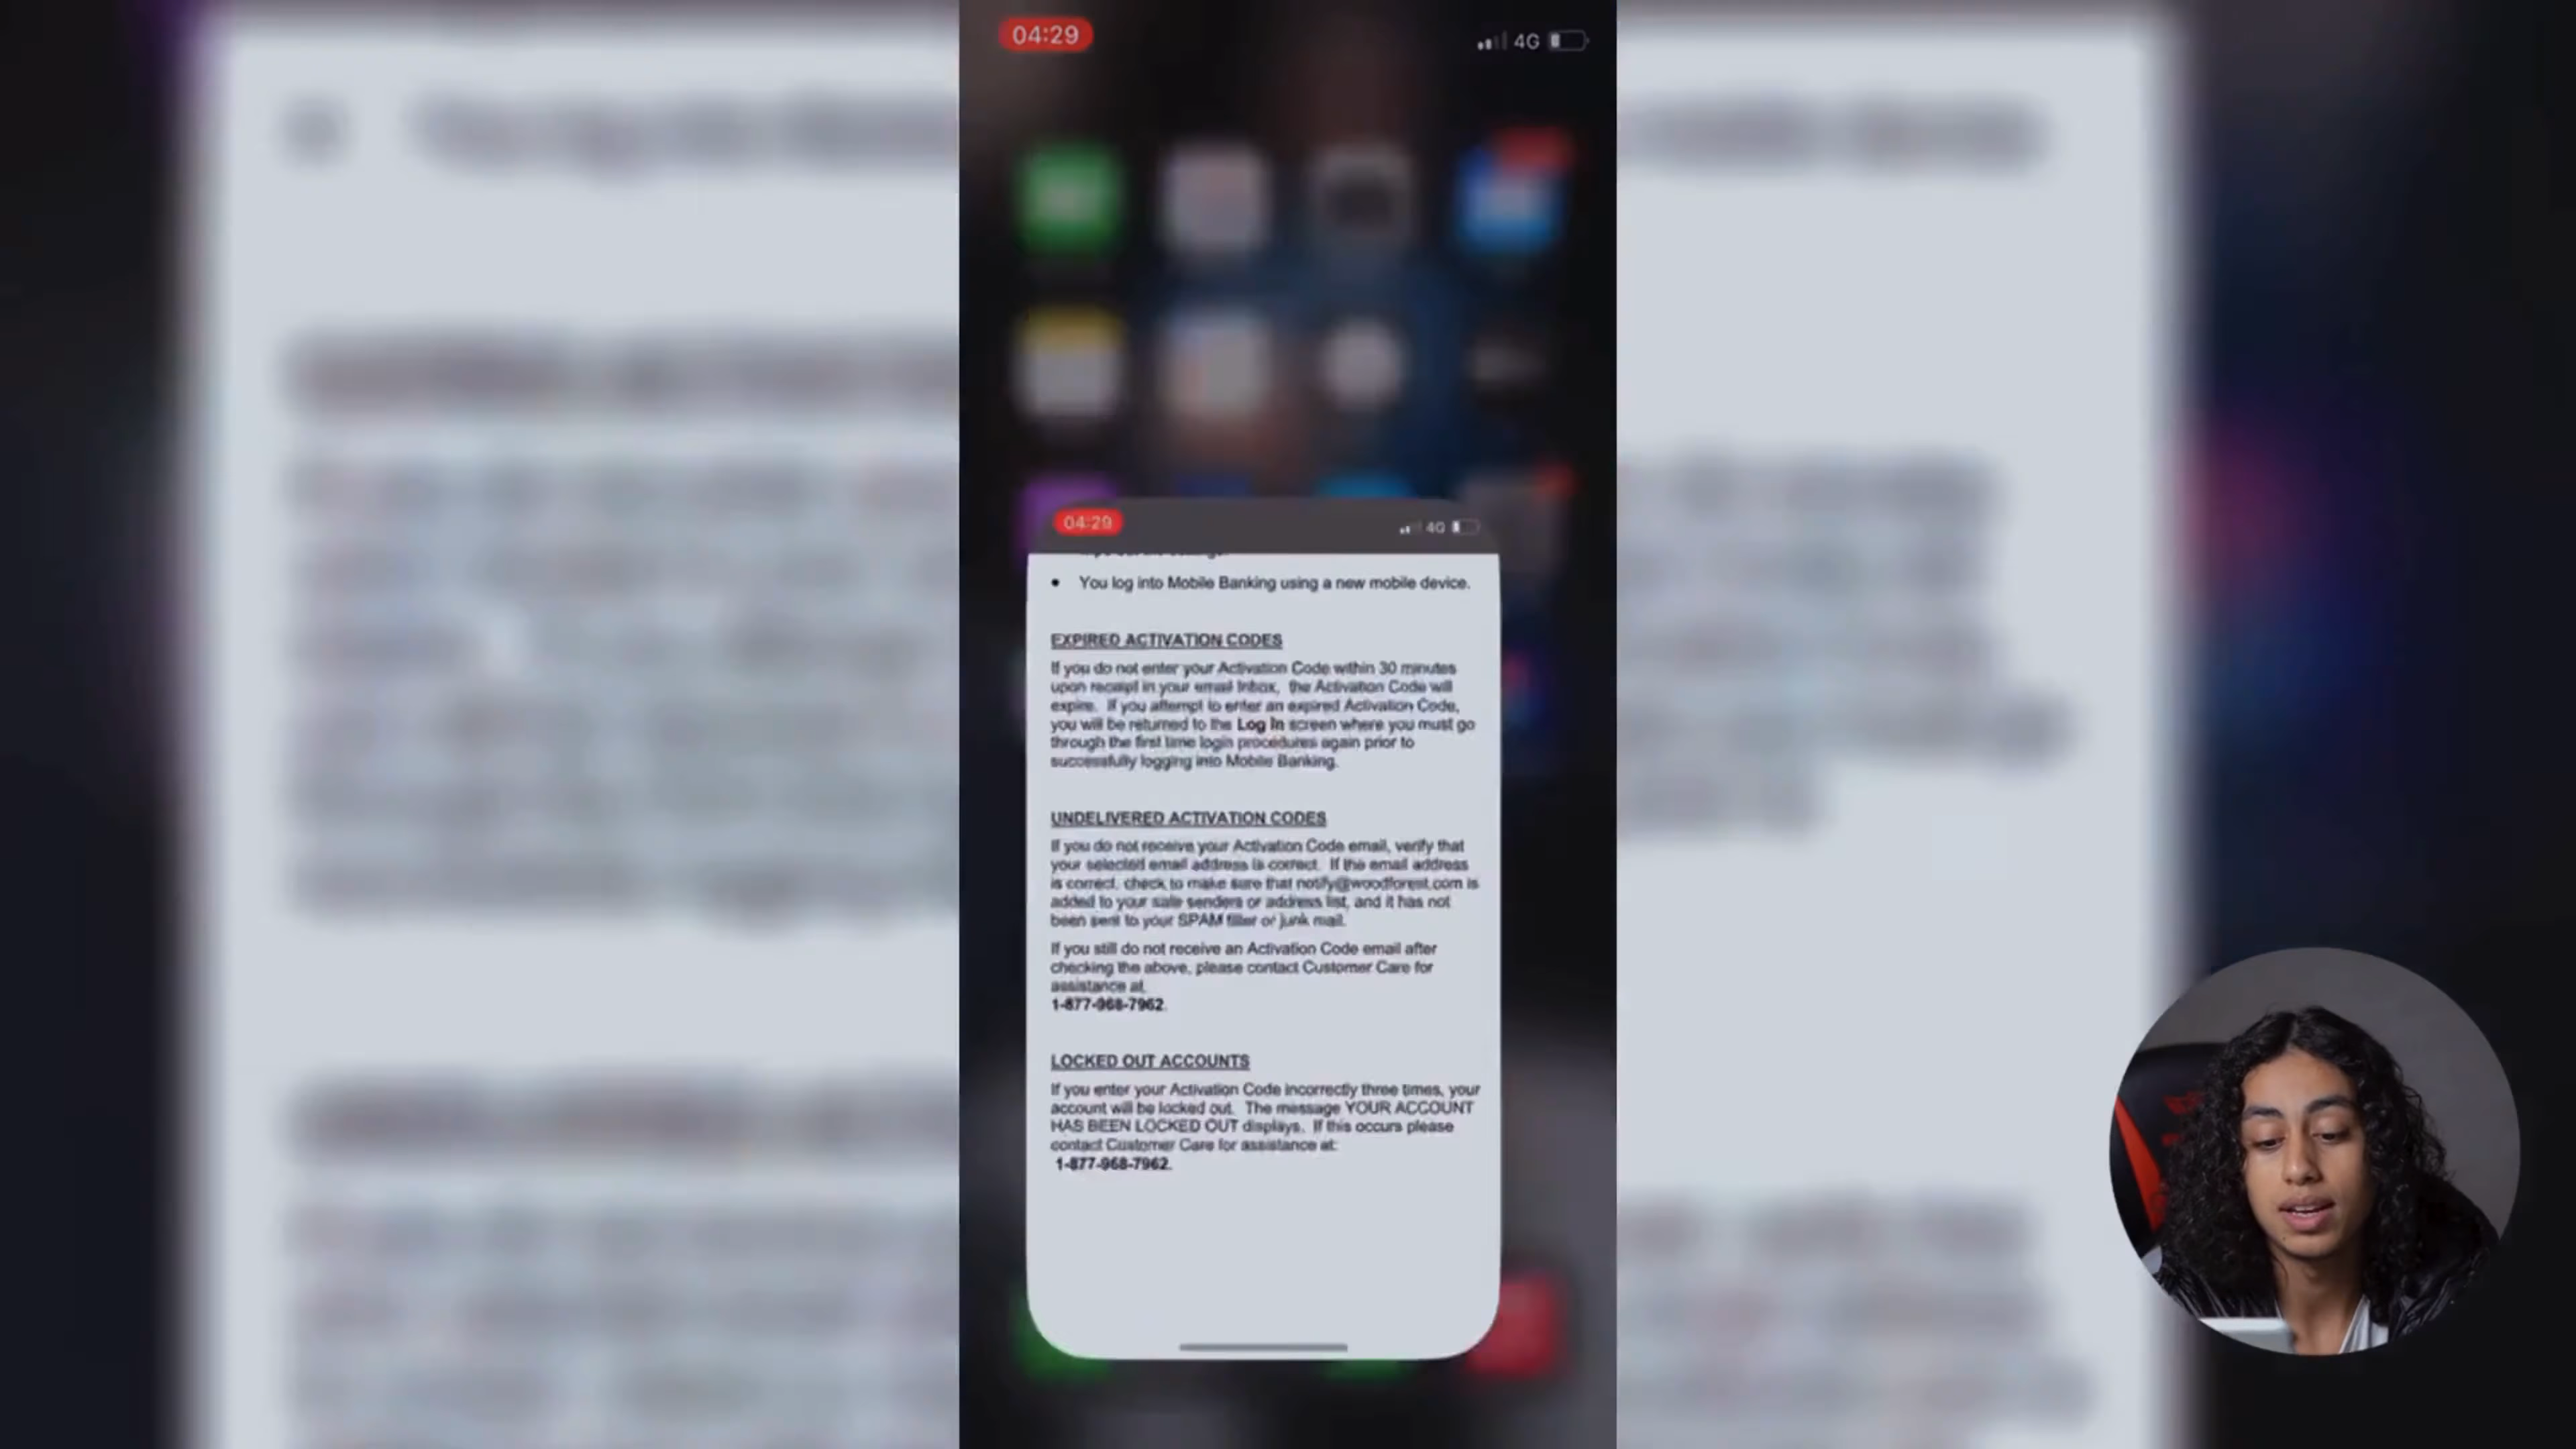 04:29
4G
04:29
4G
• You log into Mobile Banking using a new mobile device.
EXPIRED ACTIVATION CODES
If you do not enter your Activation Code within 30 minutes
upon receipt in your email Inbox, the Activation Code will
expire. If you attempt to enter an expired Activation Code,
you will be returned to the Log In screen where you must go
through the first time login procedures again prior to
successfully logging into Mobile Banking.
UNDELIVERED ACTIVATION CODES
If you do not receive your Activation Code email, verify that
your selected email address is correct. If the email address
is correct, check to make sure that notify@woodforest.com is
added to your safe senders or address list, and it has not
been sent to your SPAM filter or junk mail.
If you still do not receive an Activation Code email after
checking the above, please contact Customer Care for
assistance at
1-877-968-7962.
LOCKED OUT ACCOUNTS
If you enter your Activation Code incorrectly three times, your
account will be locked out. The message YOUR ACCOUNT
HAS BEEN LOCKED OUT displays. If this occurs please
contact Customer Care for assistance at:
1-877-968-7962.